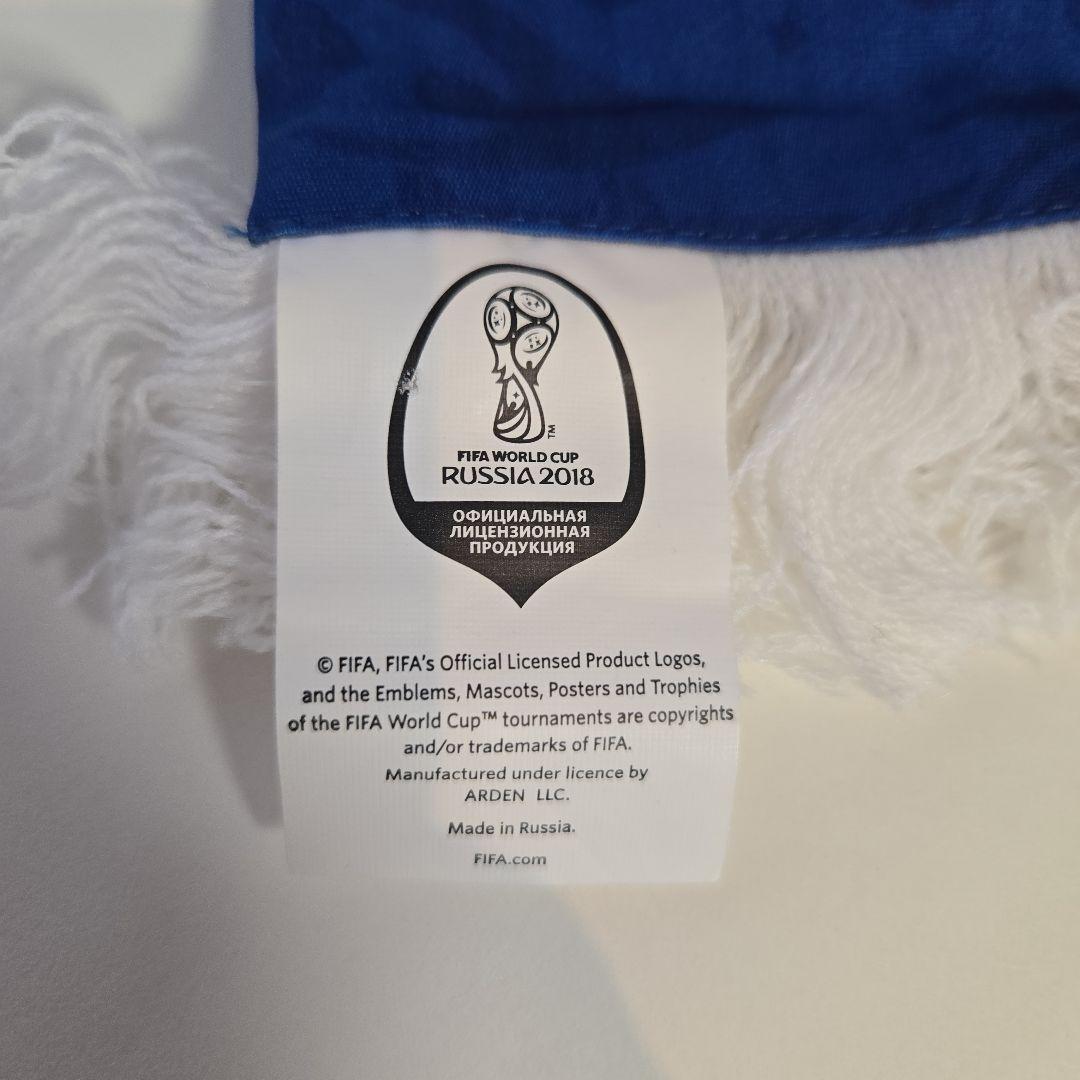 TM
FIFA WORLD CUP
RUSSIA 2018
ОФИЦИАЛЬНАЯ
ЛИЦЕНЗИОННАЯ
ПРОДУКЦИЯ
© FIFA, FIFA's Official Licensed Product Logos,
and the Emblems, Mascots, Posters and Trophies
of the FIFA World Cup™ tournaments are copyrights
and/or trademarks of FIFA.
Manufactured under licence by
ARDEN LLC.
Made in Russia.
FIFA.com